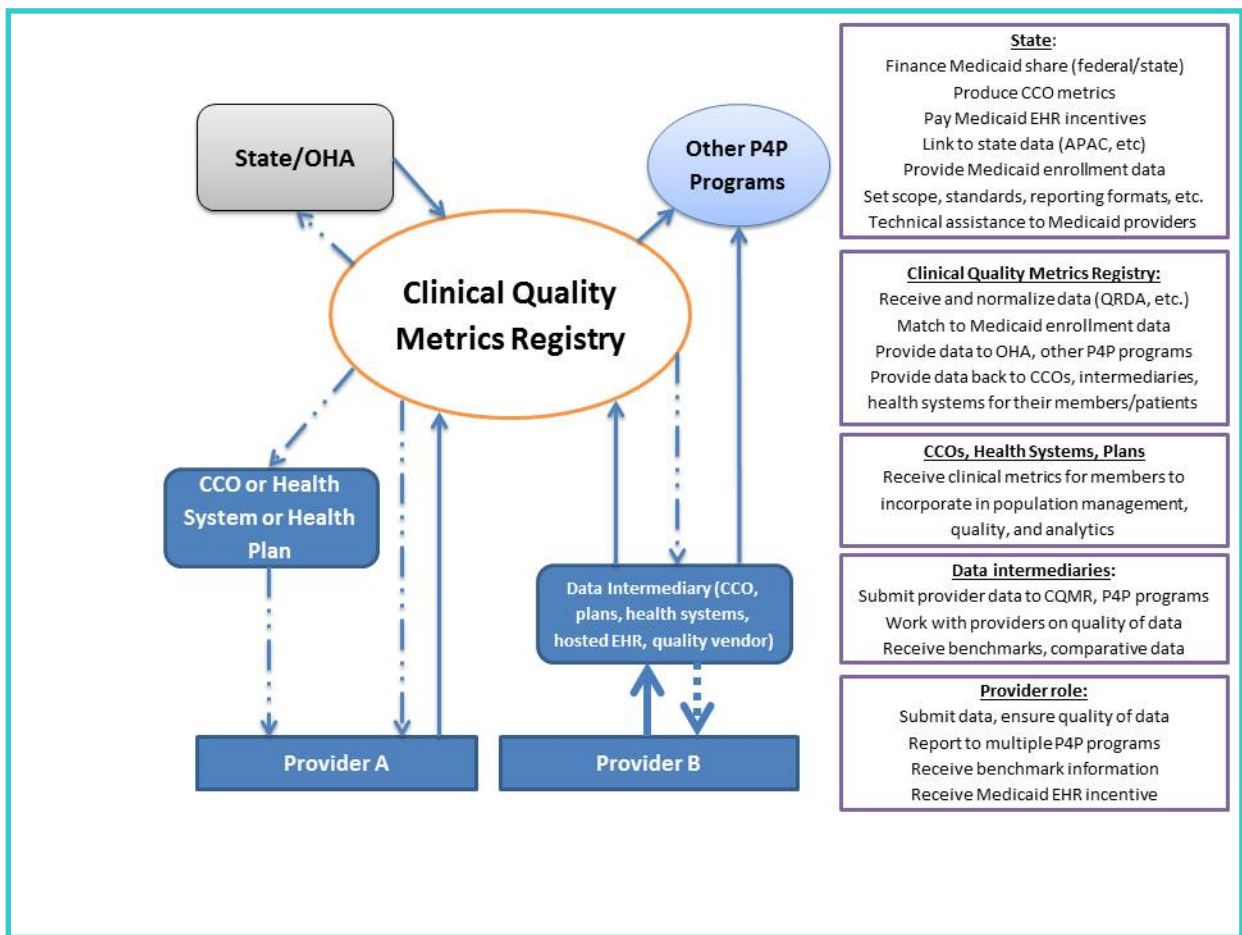 State/OHA
Other P4P
Programs
Clinical Quality
Metrics Registry
CCO or Health
System or Health
Plan
Data Intermediary (CCO,
plans, health systems,
hosted EHR, quality vendor)
Provider A
Provider B
State:
Finance Medicaid share (federal/state)
Produce CCO metrics
Pay Medicaid EHR incentives
Link to state data (APAC, etc)
Provide Medicaid enrollment data
Set scope, standards, reporting formats, etc.
Technical assistance to Medicaid providers
Clinical Quality Metrics Registry:
Receive and normalize data (QRDA, etc.)
Match to Medicaid enrollment data
Provide data to OHA, other P4P programs
Provide data back to CCOs, intermediaries,
health systems for their members/patients
CCOs, Health Systems, Plans
Receive clinical metrics for members to
incorporate in population management,
quality, and analytics
Data intermediaries:
Submit provider data to CQMR, P4P programs
Work with providers on quality of data
Receive benchmarks, comparative data
Provider role:
Submit data, ensure quality of data
Report to multiple P4P programs
Receive benchmark information
Receive Medicaid EHR incentive